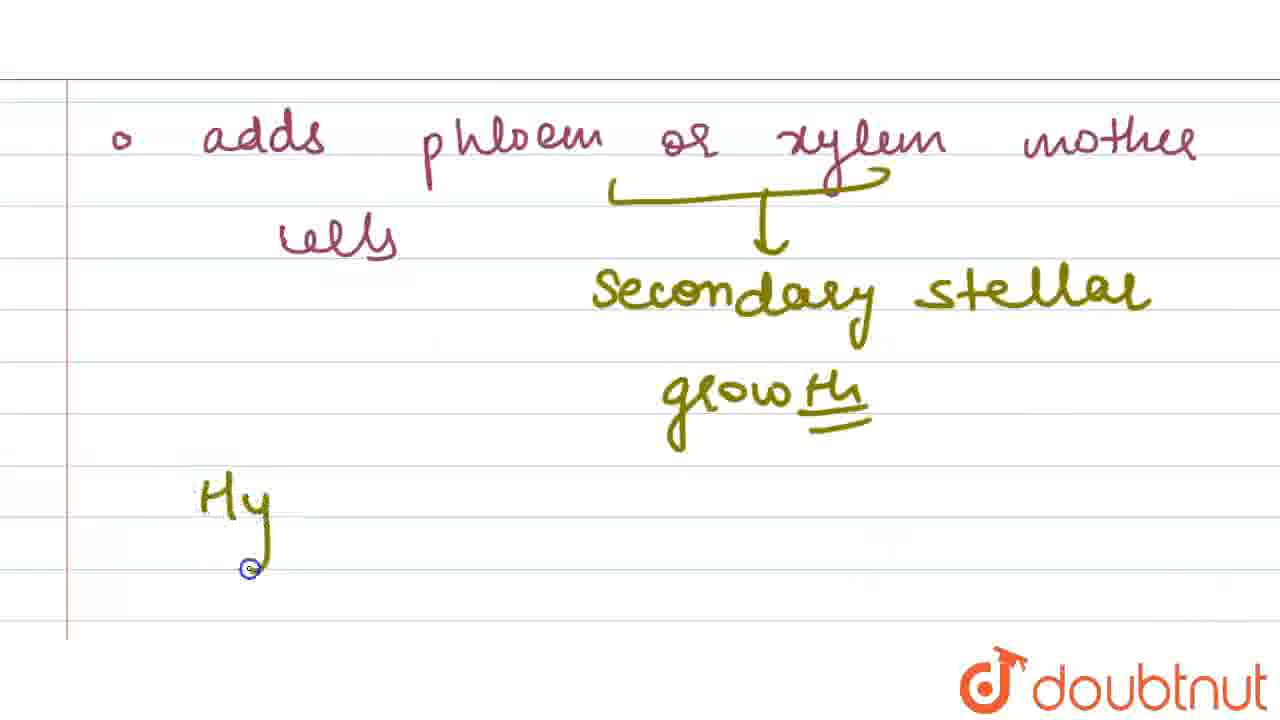 adds phloem or xylem mother
cells
Secondary stellar
growth
Hy
doubtnut